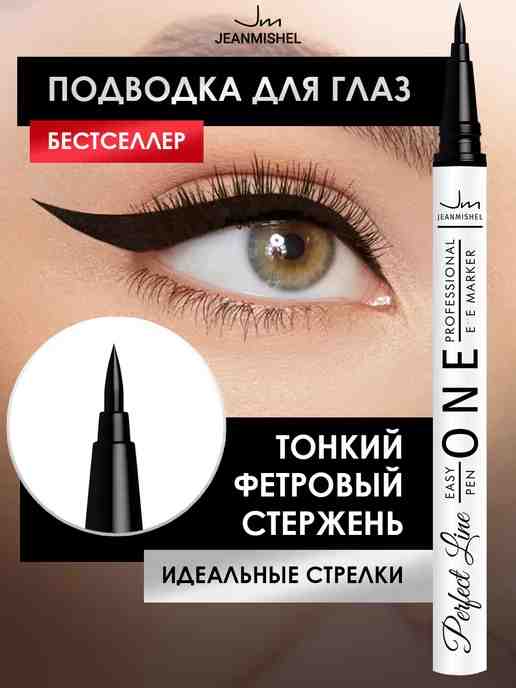 Jm
JEANMISHEL
ПОДВОДКА ДЛЯ ГЛАЗ
БЕСТСЕЛЛЕР
ТОНКИЙ
ФЕТРОВЫЙ
СТЕРЖЕНЬ
ИДЕАЛЬНЫЕ СТРЕЛКИ
Jm
JEANMISHEL
PROFESSIONAL
E E MARKER
ONE
EASY
PEN
Perfect Line